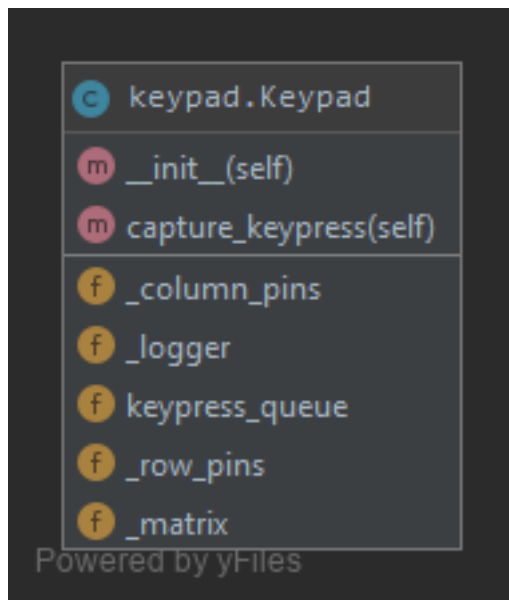 c keypad.Keypad
m __init__(self)
m capture_keypress(self)
f _column_pins
f _logger
f keypress_queue
f _row_pins
f _matrix
Powered by yFiles